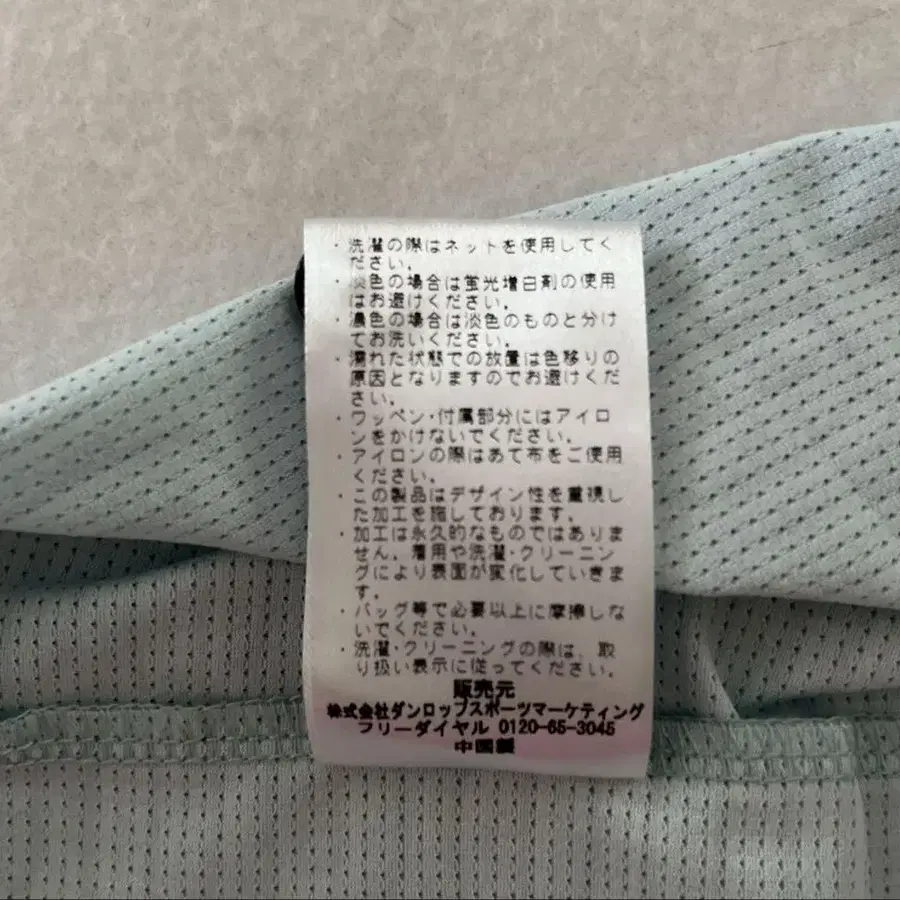 ・洗濯の際はネットを使用してく
ださい。
・淡色の場合は蛍光増白剤の使用
はお避けください。
・濃色の場合は淡色のものと分け
てお洗いください。
・濡れた状態での放置は色移りの
原因となりますのでお避けくだ
さい。
・ワッペン・付属部分にはアイロ
ンをかけないでください。
・アイロンの際はあて布をご使用
ください。
・この製品はデザイン性を重視し
た加工を施しております。
・加工は永久的なものではありま
せん。着用や洗濯・クリーニン
グにより表面が変化していきま
す。
・バッグ等で必要以上に摩擦しな
いでください。
・洗濯・クリーニングの際は、取
り扱い表示に従ってください。
販売元
株式会社ダンロップスポーツマーケティング
フリーダイヤル 0120-65-3045
中国製